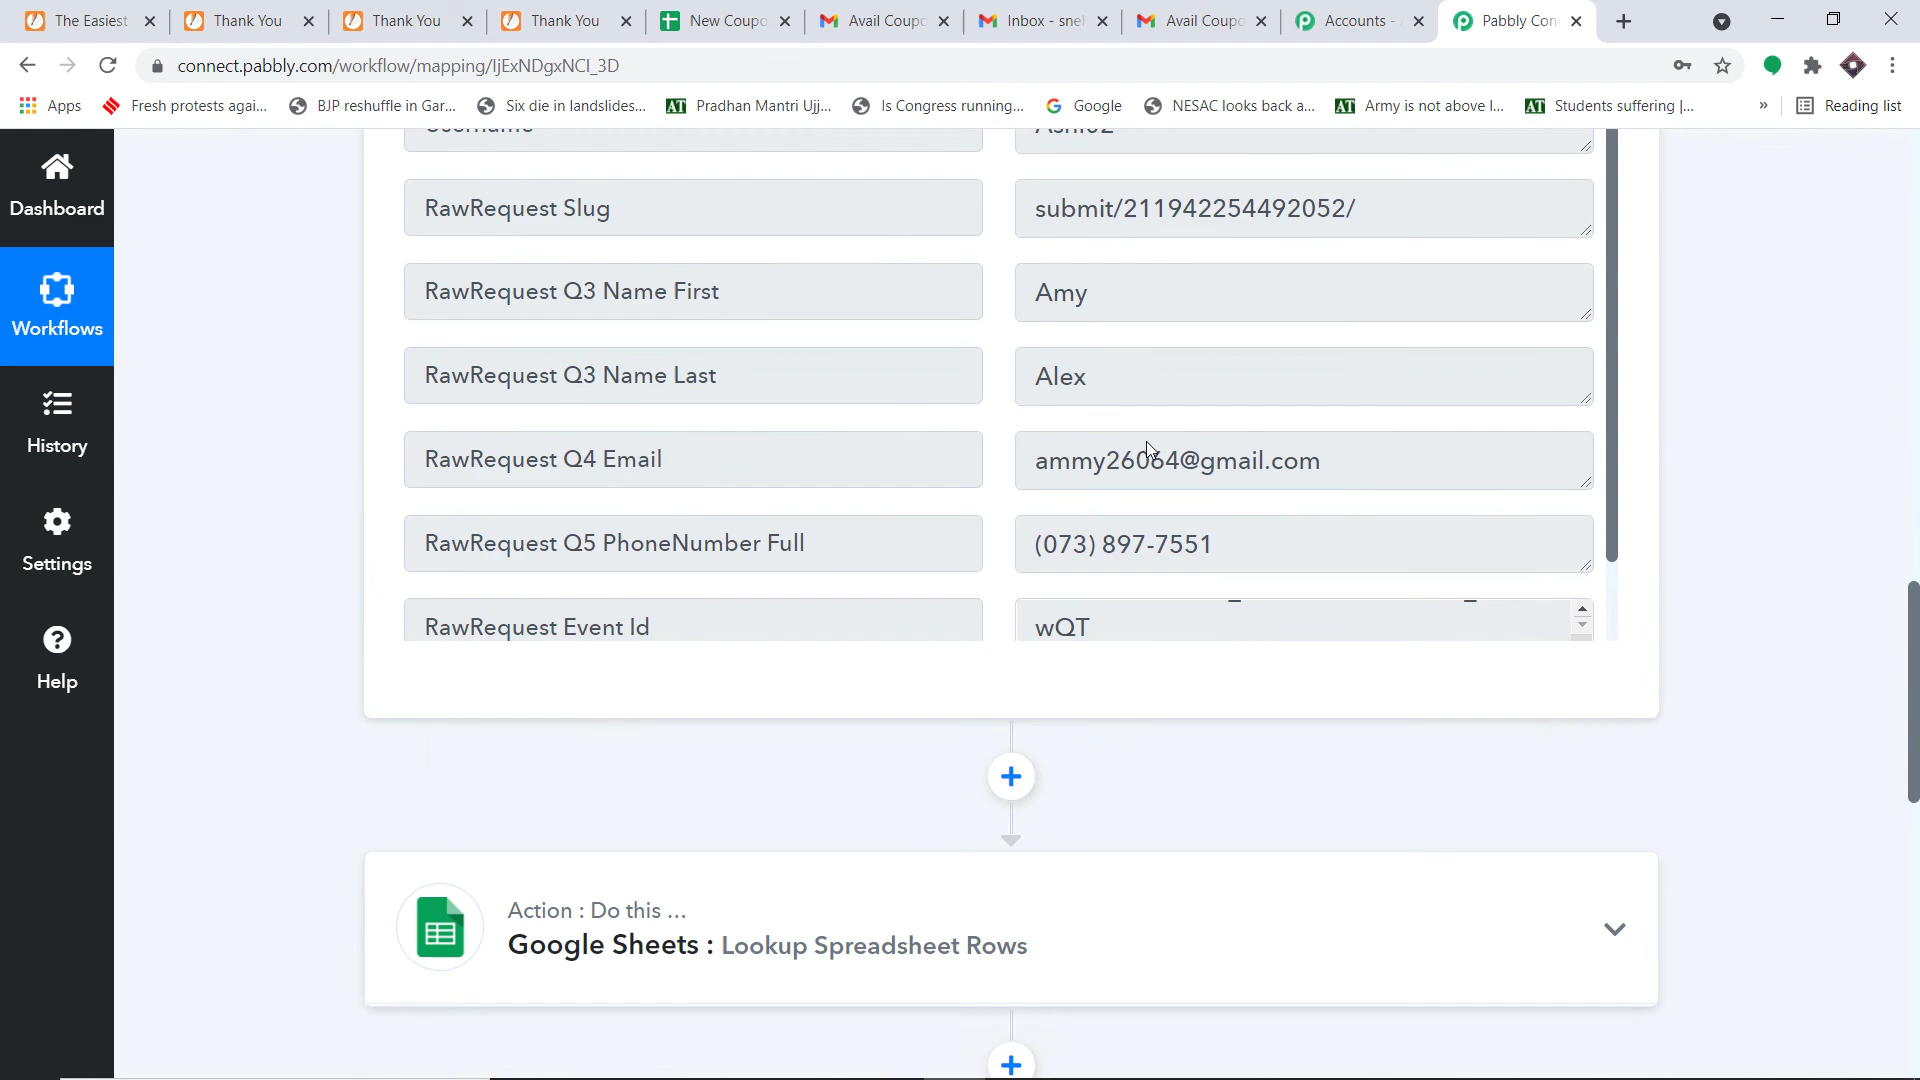 The Easiest
Thank You
Thank You
Thank You
New Coupo
Avail Coupo
Inbox - snel
Avail Coupo
Accounts -
Pabbly Con
connect.pabbly.com/workflow/mapping/IjExNDgxNCI_3D
Apps
Fresh protests agai...
BJP reshuffle in Gar...
Six die in landslides...
Pradhan Mantri Ujj...
Is Congress running...
Google
NESAC looks back a...
Army is not above l...
Students suffering |...
»
Reading list
Dashboard
Workflows
History
Settings
Help
RawRequest Slug
submit/211942254492052/
RawRequest Q3 Name First
Amy
RawRequest Q3 Name Last
Alex
RawRequest Q4 Email
ammy26064@gmail.com
RawRequest Q5 PhoneNumber Full
(073) 897-7551
RawRequest Event Id
wQT
Action : Do this ...
Google Sheets : Lookup Spreadsheet Rows